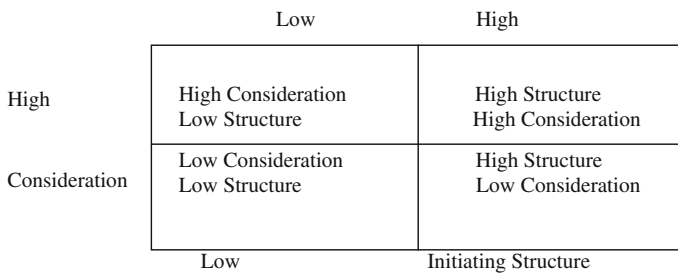 Low High
High
High Consideration High Structure
Low Structure High Consideration
Consideration
Low Consideration High Structure
Low Structure Low Consideration
Low Initiating Structure